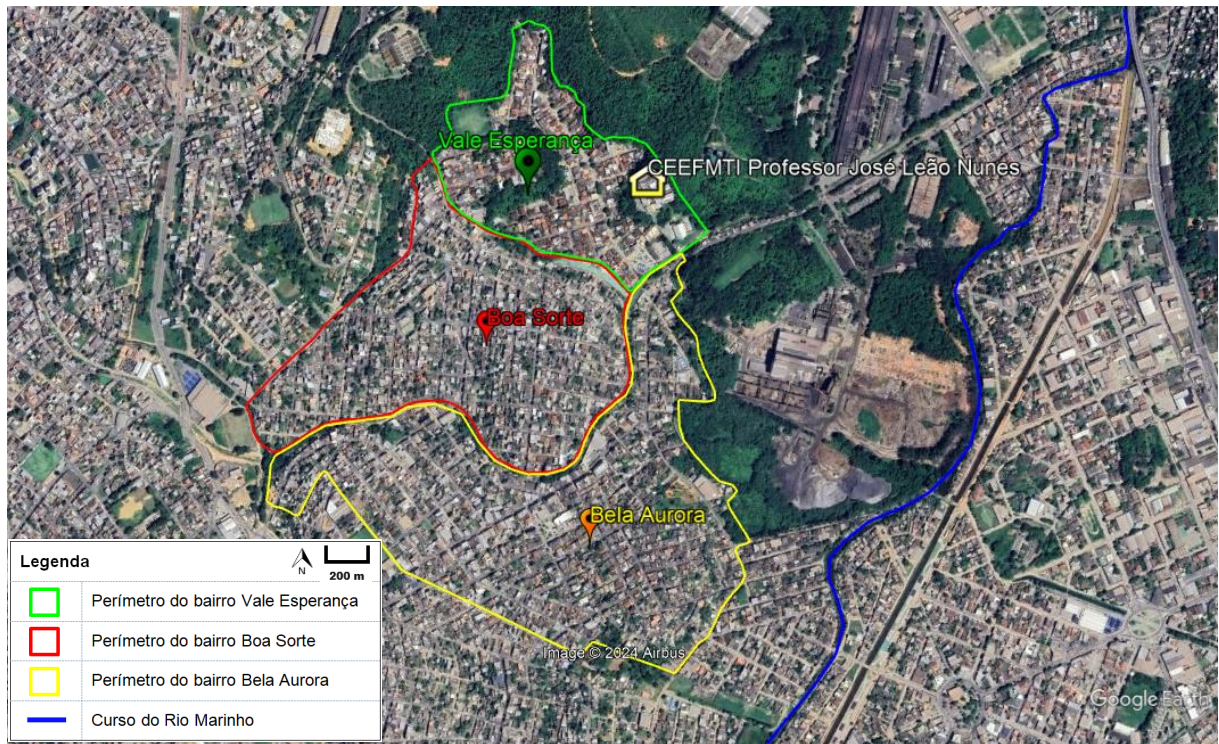 Vale Esperança
CEEFMTI Professor José Leão Nunes
Boa Sorte
Bela Aurora
Legenda
N
200 m
Perímetro do bairro Vale Esperança
Perímetro do bairro Boa Sorte
Perímetro do bairro Bela Aurora
Curso do Rio Marinho
Image © 2024 Airbus
Google Earth